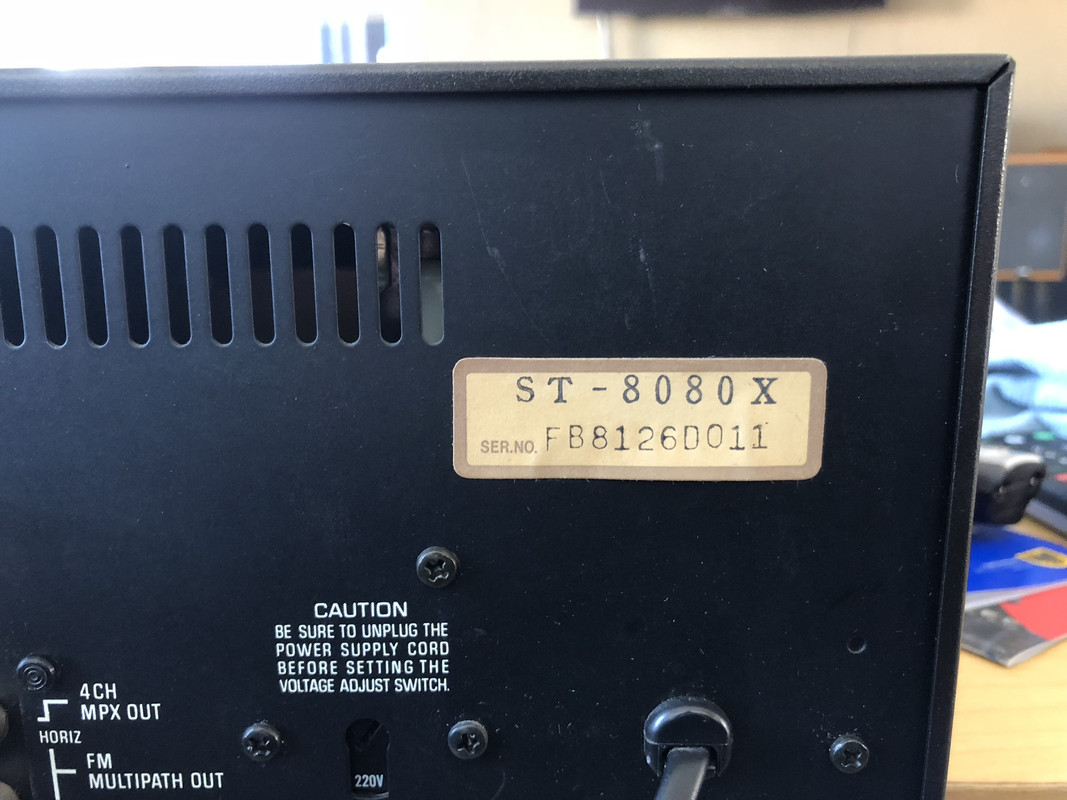 ST-8080X
SER.NO. FB8126D011
CAUTION
BE SURE TO UNPLUG THE
POWER SUPPLY CORD
BEFORE SETTING THE
VOLTAGE ADJUST SWITCH.
4CH
MPX OUT
HORIZ
FM
MULTIPATH OUT
220V